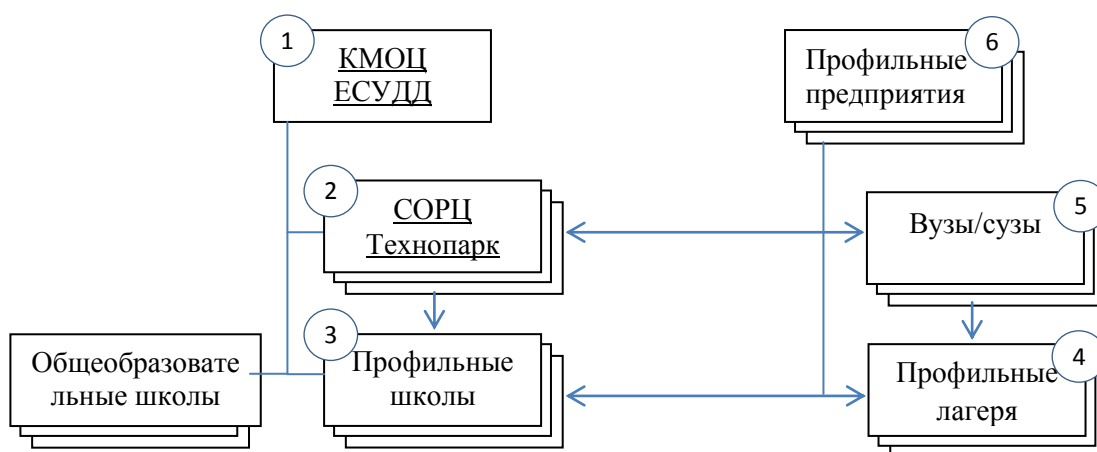 1
КМОЦ
ЕСУДД
6
Профильные
предприятия
2
СОРЦ
Технопарк
5
Вузы/сузы
Общеобразовате
льные школы
3
Профильные
школы
4
Профильные
лагеря